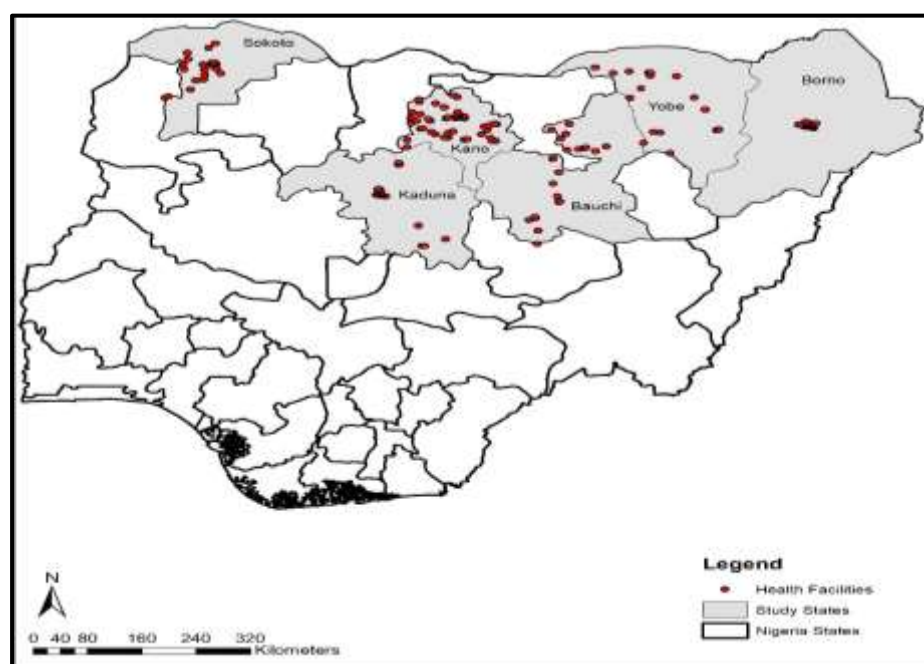 Sokoto
Borno
Yobe
Kano
Kaduna
Bauchi
N
Legend
Health Facilities
Study States
Nigeria States
0 40 80 160 240 320
Kilometers